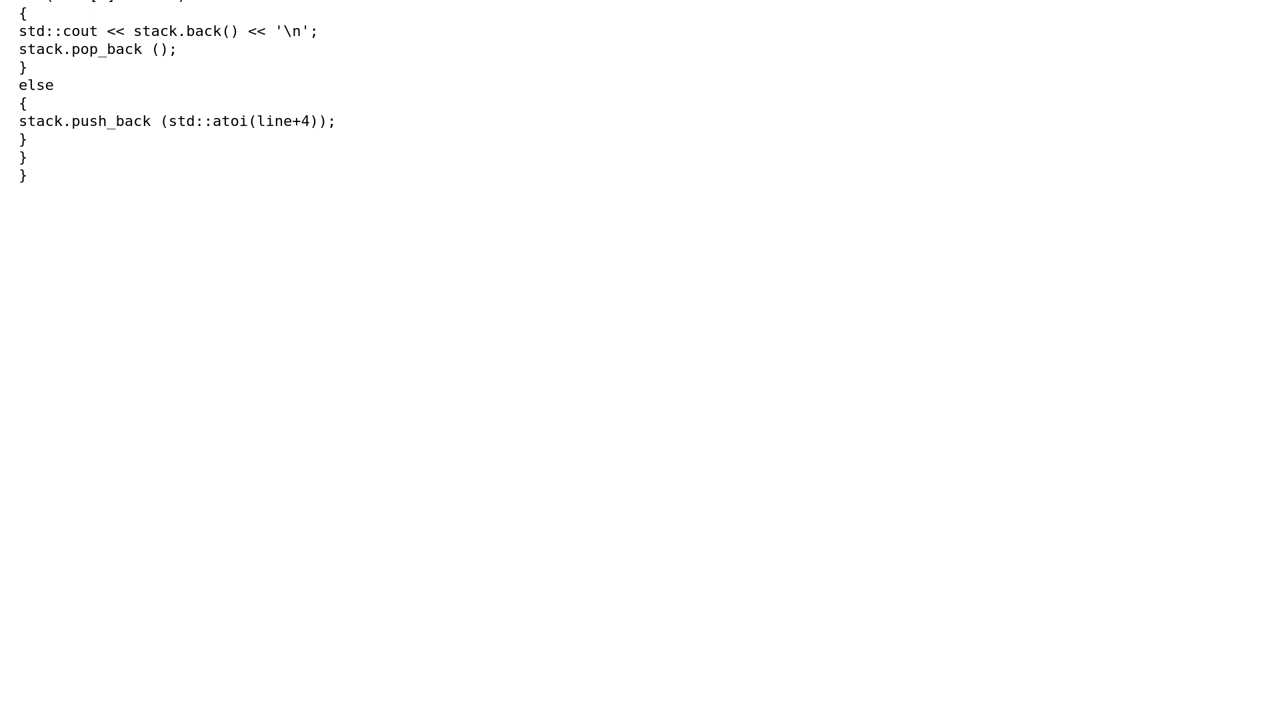 {
std::cout << stack.back() << '\n';
stack.pop_back ();
}
else
{
stack.push_back (std::atoi(line+4));
}
}
}